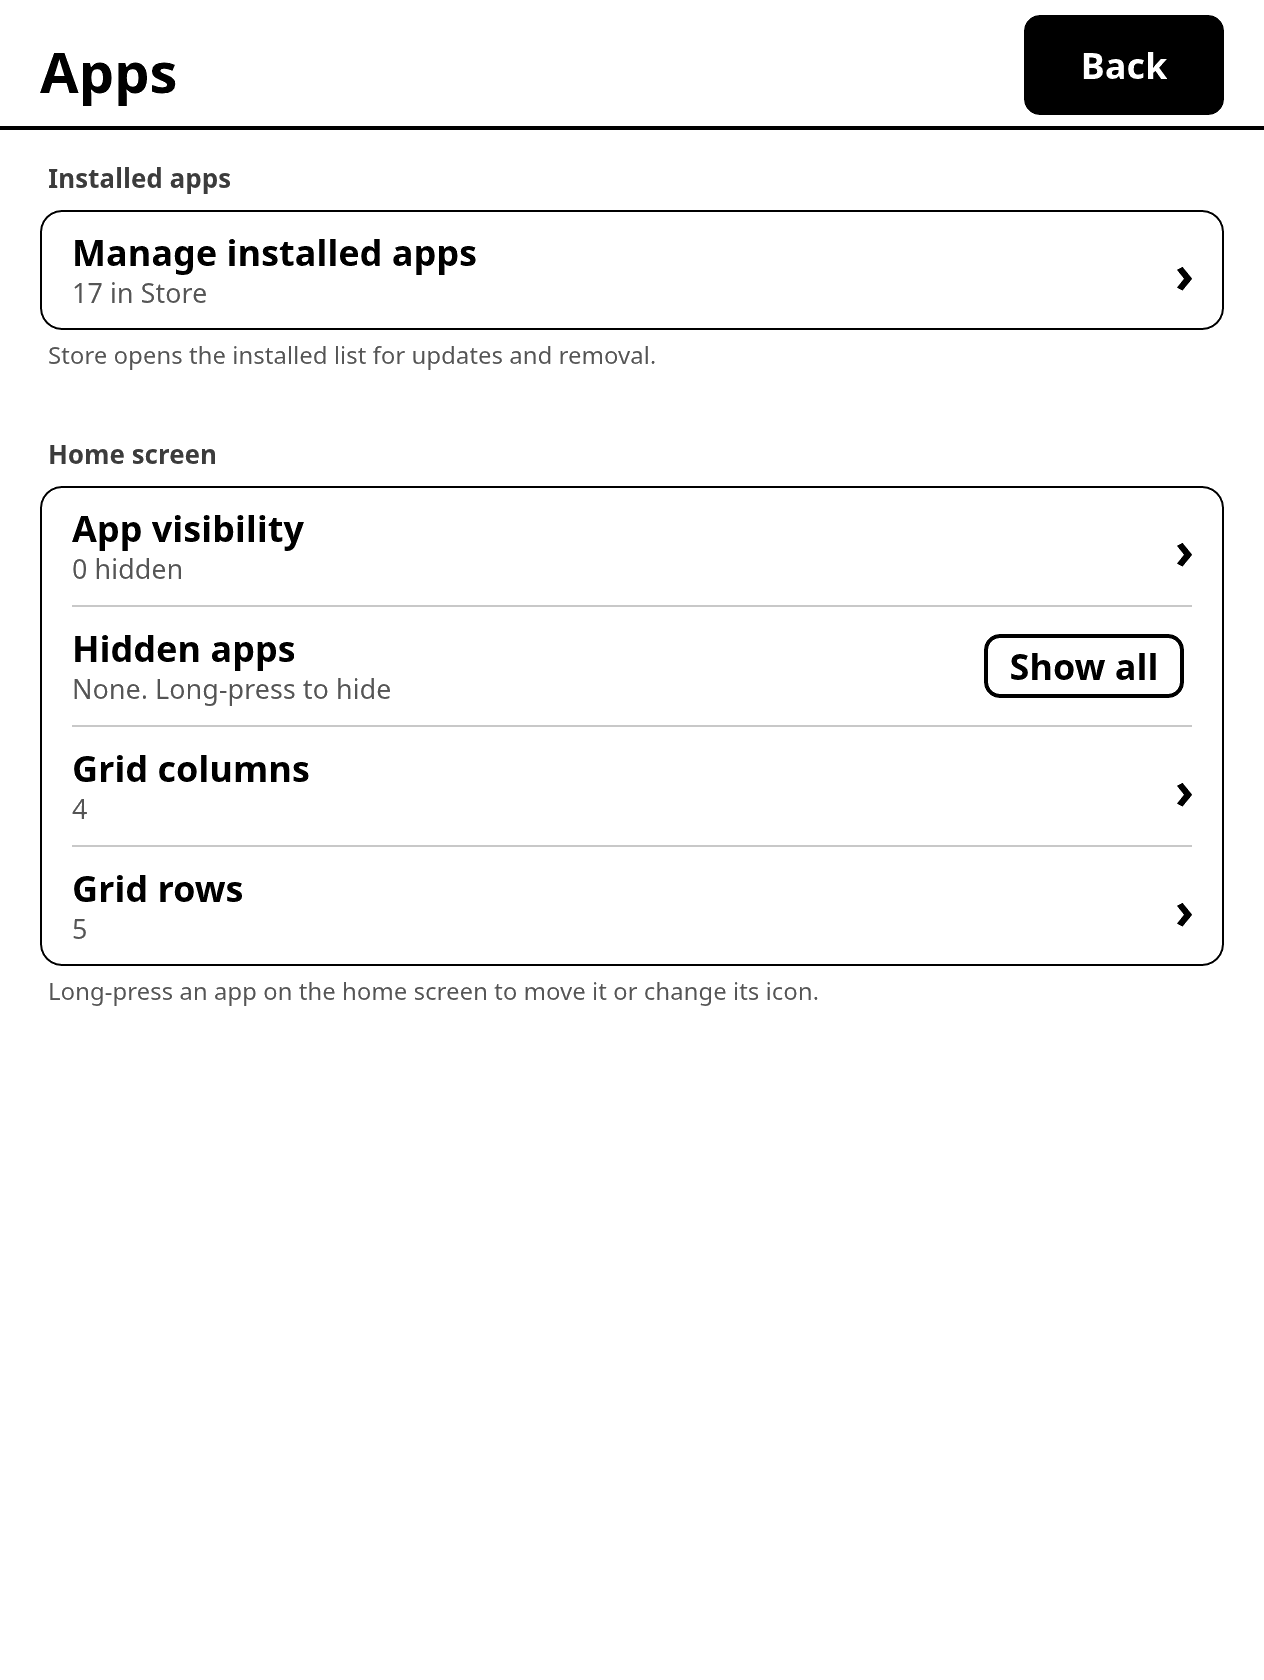 Apps
Back
Installed apps
Manage installed apps
17 in Store
Store opens the installed list for updates and removal.
Home screen
App visibility
0 hidden
Hidden apps
None. Long-press to hide
Show all
Grid columns
4
Grid rows
5
Long-press an app on the home screen to move it or change its icon.